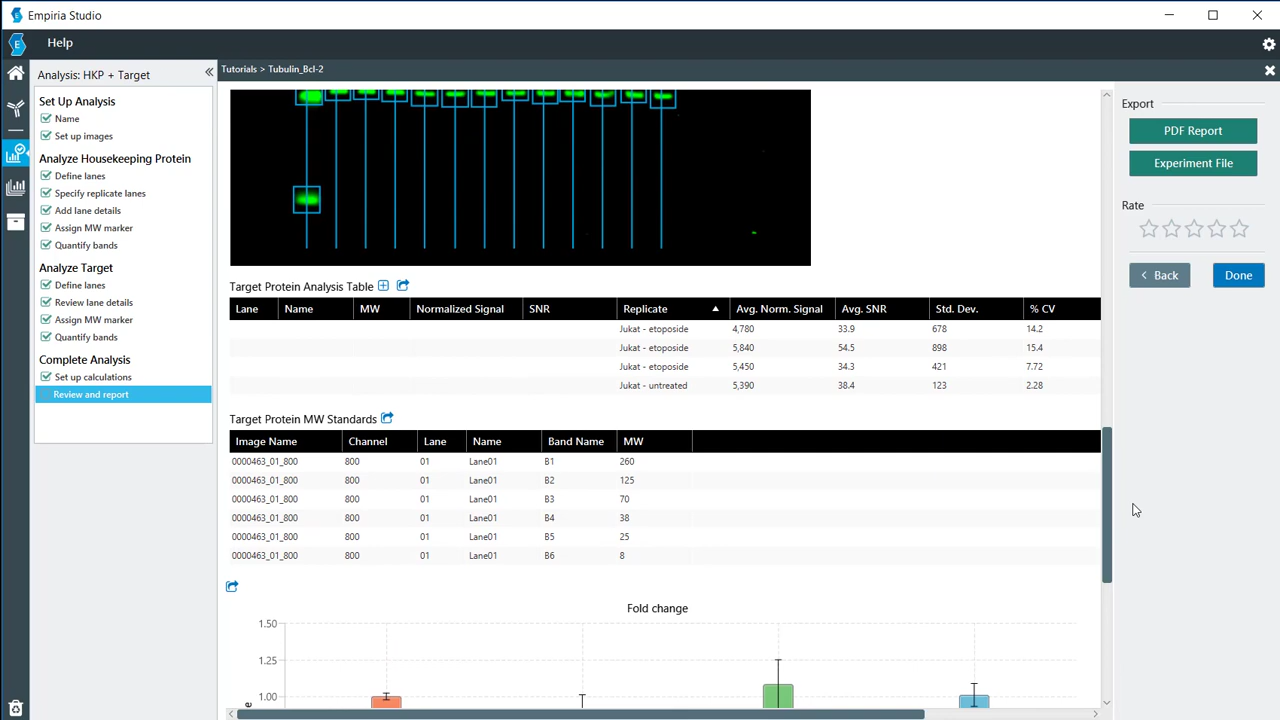 Empiria Studio
E Help
Analysis: HKP + Target
Tutorials > Tubulin_Bcl-2
Set Up Analysis
Name
Set up images
Analyze Housekeeping Protein
Define lanes
Specify replicate lanes
Add lane details
Assign MW marker
Quantify bands
Analyze Target
Define lanes
Review lane details
Assign MW marker
Quantify bands
Complete Analysis
Set up calculations
Review and report
Target Protein Analysis Table
Lane Name MW Normalized Signal SNR Replicate Avg. Norm. Signal Avg. SNR Std. Dev. % CV
Jukat - etoposide 4,780 33.9 678 14.2
Jukat - etoposide 5,840 54.5 898 15.4
Jukat - etoposide 5,450 34.3 421 7.72
Jukat - untreated 5,390 38.4 123 2.28
Target Protein MW Standards
Image Name Channel Lane Name Band Name MW
0000463_01_800 800 01 Lane01 B1 260
0000463_01_800 800 01 Lane01 B2 125
0000463_01_800 800 01 Lane01 B3 70
0000463_01_800 800 01 Lane01 B4 38
0000463_01_800 800 01 Lane01 B5 25
0000463_01_800 800 01 Lane01 B6 8
Fold change
1.50
1.25
1.00
Export
PDF Report
Experiment File
Rate
< Back Done